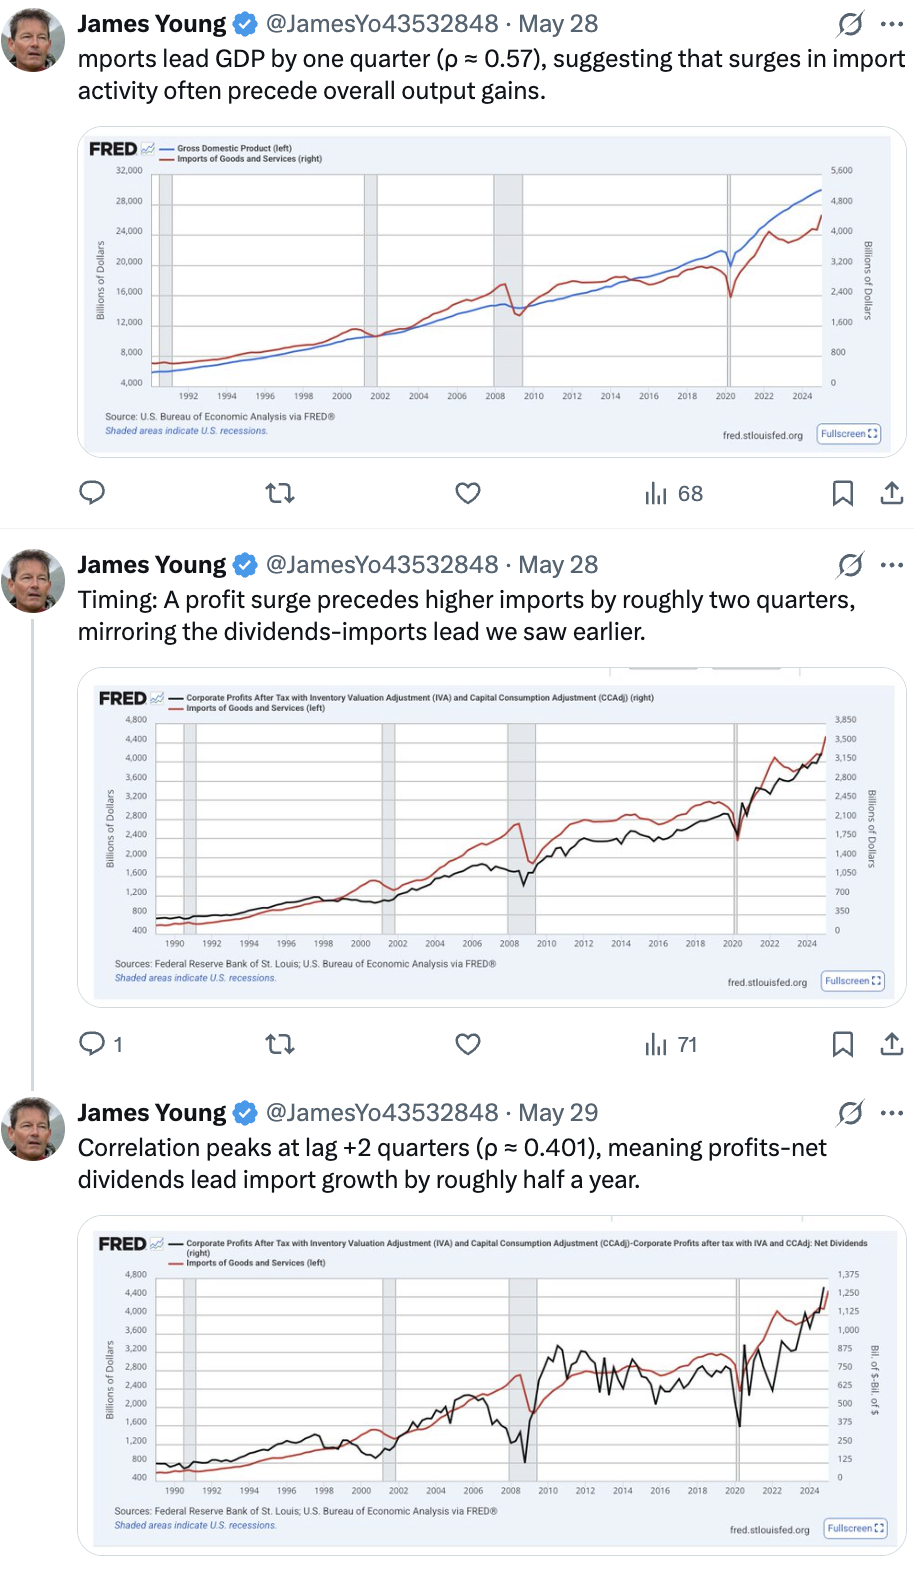 James Young @JamesYo43532848 · May 28
mports lead GDP by one quarter (ρ ≈ 0.57), suggesting that surges in import
activity often precede overall output gains.
FRED Gross Domestic Product (left)
Imports of Goods and Services (right)
32,000 5,600
28,000 4,800
24,000 4,000
20,000 3,200
16,000 2,400
12,000 1,600
8,000 800
4,000 0
Billions of Dollars
Billions of Dollars
1992 1994 1996 1998 2000 2002 2004 2006 2008 2010 2012 2014 2016 2018 2020 2022 2024
Source: U.S. Bureau of Economic Analysis via FRED®
Shaded areas indicate U.S. recessions.
fred.stlouisfed.org Fullscreen
68
James Young @JamesYo43532848 · May 28
Timing: A profit surge precedes higher imports by roughly two quarters,
mirroring the dividends-imports lead we saw earlier.
FRED Corporate Profits After Tax with Inventory Valuation Adjustment (IVA) and Capital Consumption Adjustment (CCAdj) (right)
Imports of Goods and Services (left)
4,800 3,850
4,400 3,500
4,000 3,150
3,600 2,800
3,200 2,450
2,800 2,100
2,400 1,750
2,000 1,400
1,600 1,050
1,200 700
800 350
400 0
Billions of Dollars
Billions of Dollars
1990 1992 1994 1996 1998 2000 2002 2004 2006 2008 2010 2012 2014 2016 2018 2020 2022 2024
Sources: Federal Reserve Bank of St. Louis; U.S. Bureau of Economic Analysis via FRED®
Shaded areas indicate U.S. recessions.
fred.stlouisfed.org Fullscreen
1 71
James Young @JamesYo43532848 · May 29
Correlation peaks at lag +2 quarters (ρ ≈ 0.401), meaning profits-net
dividends lead import growth by roughly half a year.
FRED Corporate Profits After Tax with Inventory Valuation Adjustment (IVA) and Capital Consumption Adjustment (CCAdj)-Corporate Profits after tax with IVA and CCAdj: Net Dividends
(right)
Imports of Goods and Services (left)
4,800 1,375
4,400 1,250
4,000 1,125
3,600 1,000
3,200 875
2,800 750
2,400 625
2,000 500
1,600 375
1,200 250
800 125
400 0
Billions of Dollars
Bil. of $-Bil. of $
1990 1992 1994 1996 1998 2000 2002 2004 2006 2008 2010 2012 2014 2016 2018 2020 2022 2024
Sources: Federal Reserve Bank of St. Louis; U.S. Bureau of Economic Analysis via FRED®
Shaded areas indicate U.S. recessions.
fred.stlouisfed.org Fullscreen